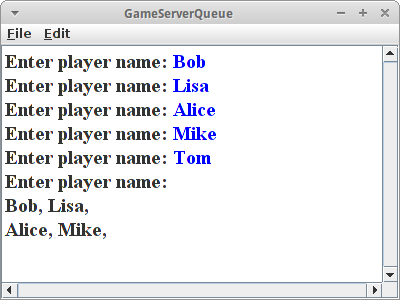 GameServerQueue
File Edit
Enter player name: Bob
Enter player name: Lisa
Enter player name: Alice
Enter player name: Mike
Enter player name: Tom
Enter player name:
Bob, Lisa,
Alice, Mike,